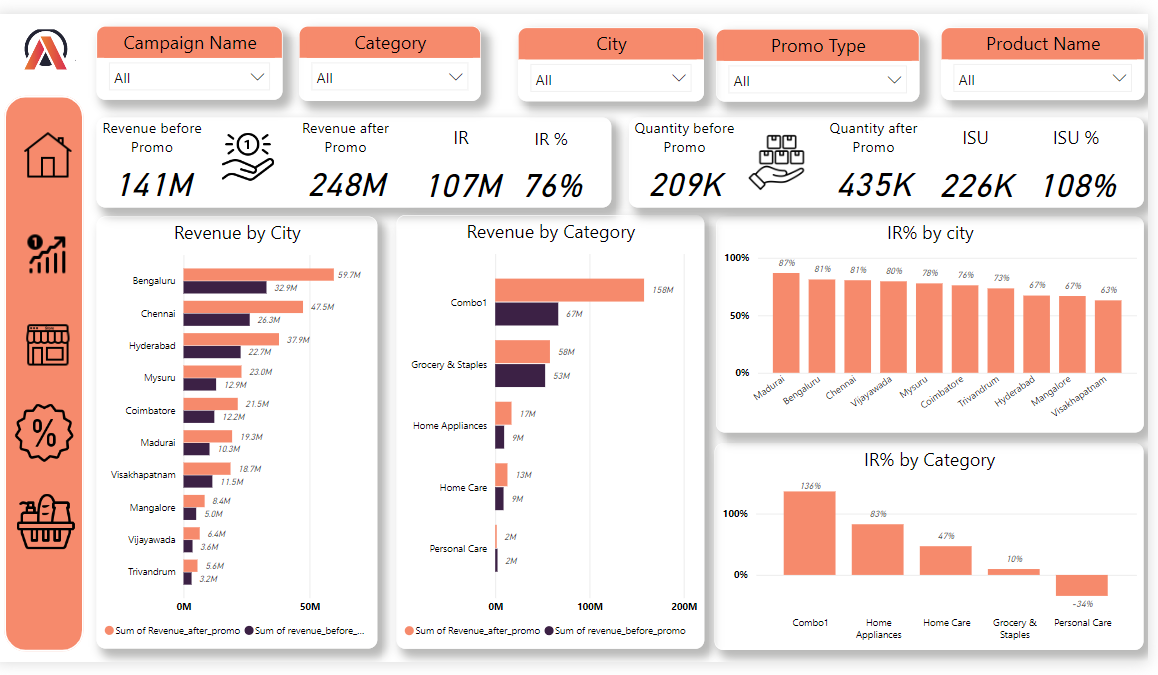 Campaign Name
All
Category
All
City
All
Promo Type
All
Product Name
All
Revenue before
Promo
141M
1
Revenue after
Promo
248M
IR
107M
IR %
76%
Quantity before
Promo
209K
Quantity after
Promo
435K
ISU
226K
ISU %
108%
1
%
Revenue by City
Bengaluru
59.7M
32.9M
Chennai
47.5M
26.3M
Hyderabad
37.9M
22.7M
Mysuru
23.0M
12.9M
Coimbatore
21.5M
12.2M
Madurai
19.3M
10.3M
Visakhapatnam
18.7M
11.5M
Mangalore
8.4M
5.0M
Vijayawada
6.4M
3.6M
Trivandrum
5.6M
3.2M
0M
50M
Sum of Revenue_after_promo
Sum of revenue_before_...
Revenue by Category
Combo1
158M
67M
Grocery & Staples
58M
53M
Home Appliances
17M
9M
Home Care
13M
9M
Personal Care
2M
2M
0M
100M
200M
Sum of Revenue_after_promo
Sum of revenue_before_promo
IR% by city
100%
50%
0%
87%
81%
81%
80%
78%
76%
73%
67%
67%
63%
Madurai
Bengaluru
Chennai
Vijayawada
Mysuru
Coimbatore
Trivandrum
Hyderabad
Mangalore
Visakhapatnam
IR% by Category
100%
0%
136%
83%
47%
10%
-34%
Combo1
Home
Appliances
Home Care
Grocery &
Staples
Personal Care